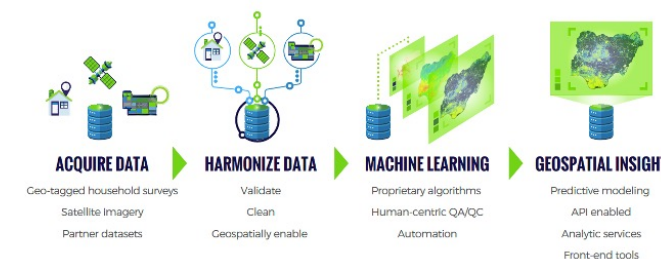 ACQUIRE DATA
Geo-tagged household surveys
Satellite Imagery
Partner datasets
HARMONIZE DATA
Validate
Clean
Geospatially enable
MACHINE LEARNING
Proprietary algorithms
Human-centric QA/QC
Automation
GEOSPATIAL INSIGH
Predictive modeling
API enabled
Analytic services
Front-end tools